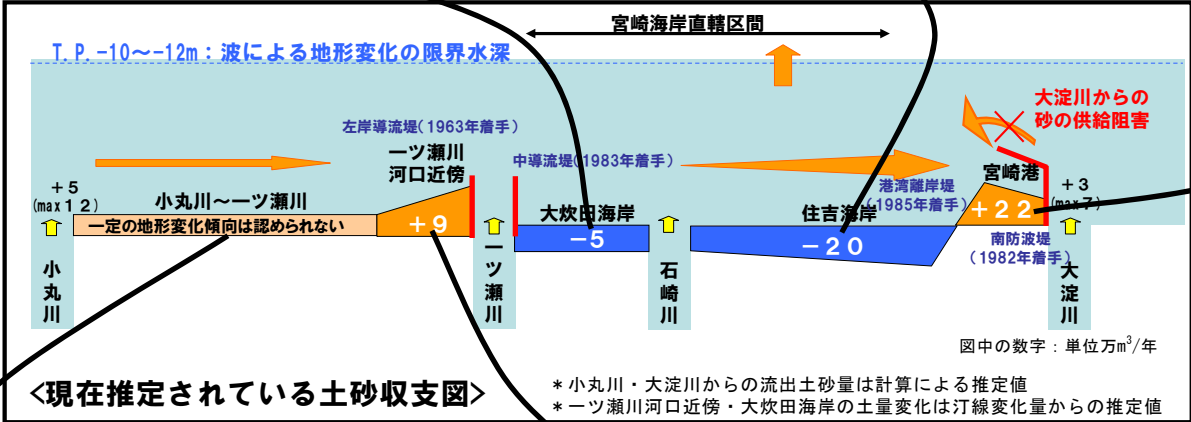 宮崎海岸直轄区間
T.P.-10～-12m：波による地形変化の限界水深
大淀川からの
砂の供給阻害
左岸導流堤(1963年着手)
一ツ瀬川
河口近傍
中導流堤(1983年着手)
宮崎港
港湾離岸堤
(1985年着手)
+5
(max12)
小丸川～一ツ瀬川
一定の地形変化傾向は認められない
+9
大炊田海岸
-5
住吉海岸
-20
+22
+3
(max7)
南防波堤
(1982年着手)
小丸川
一ツ瀬川
石崎川
大淀川
図中の数字：単位万m³/年
<現在推定されている土砂収支図>
＊小丸川・大淀川からの流出土砂量は計算による推定値
＊一ツ瀬川河口近傍・大炊田海岸の土量変化は汀線変化量からの推定値